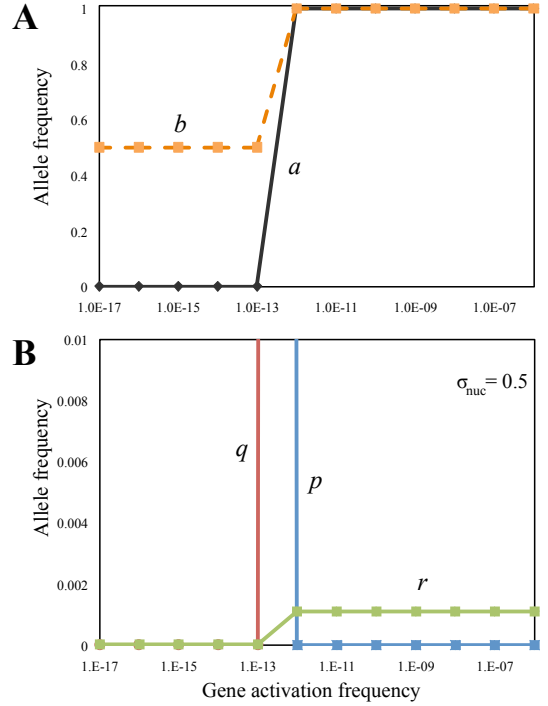 A
Allele frequency
1
0.8
0.6
0.4
0.2
0
b
a
1.0E-17 1.0E-15 1.0E-13 1.0E-11 1.0E-09 1.0E-07
B
Allele frequency
0.01
0.008
0.006
0.004
0.002
0
σnuc= 0.5
q
p
r
1.E-17 1.E-15 1.E-13 1.E-11 1.E-09 1.E-07
Gene activation frequency